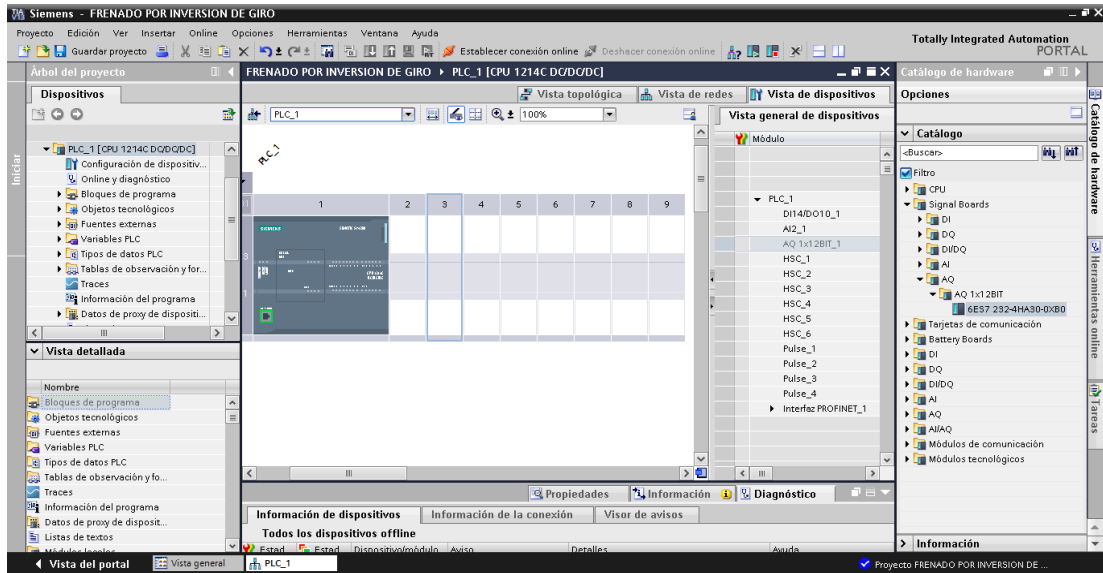 Siemens - FRENADO POR INVERSION DE GIRO
Proyecto Edición Ver Insertar Online Opciones Herramientas Ventana Ayuda
Guardar proyecto Establecer conexión online Deshacer conexión online
Totally Integrated Automation
PORTAL
Árbol del proyecto
Dispositivos
PLC_1 [CPU 1214C DC/DC/DC]
Configuración de dispositiv...
Online y diagnóstico
Bloques de programa
Objetos tecnológicos
Fuentes externas
Variables PLC
Tipos de datos PLC
Tablas de observación y for...
Traces
Información del programa
Datos de proxy de dispositi...
Vista detallada
Nombre
Bloques de programa
Objetos tecnológicos
Fuentes externas
Variables PLC
Tipos de datos PLC
Tablas de observación y fo...
Traces
Información del programa
Datos de proxy de disposit...
Listas de textos
Módulos locales
Iniciar
FRENADO POR INVERSION DE GIRO PLC_1 [CPU 1214C DC/DC/DC]
Vista topológica Vista de redes Vista de dispositivos
PLC_1 100%
PLC_1
1 2 3 4 5 6 7 8 9
SIEMENS
Vista general de dispositivos
Módulo
PLC_1
DI14/DO10_1
AI2_1
AQ 1x12BIT_1
HSC_1
HSC_2
HSC_3
HSC_4
HSC_5
HSC_6
Pulse_1
Pulse_2
Pulse_3
Pulse_4
Interfaz PROFINET_1
Propiedades Información Diagnóstico
Información de dispositivos Información de la conexión Visor de avisos
Todos los dispositivos offline
Estad... Estad... Dispositivo/módulo Aviso Detalles Ayuda
Catálogo de hardware
Opciones
Catálogo
<Buscar>
Filtro
CPU
Signal Boards
DI
DQ
DI/DQ
AI
AQ
AQ 1x12BIT
6ES7 232-4HA30-0XB0
Tarjetas de comunicación
Battery Boards
DI
DQ
DI/DQ
AI
AQ
AI/AQ
Módulos de comunicación
Módulos tecnológicos
Información
Catálogo de hardware
Herramientas online
Tareas
Vista del portal Vista general PLC_1
Proyecto FRENADO POR INVERSION DE ...